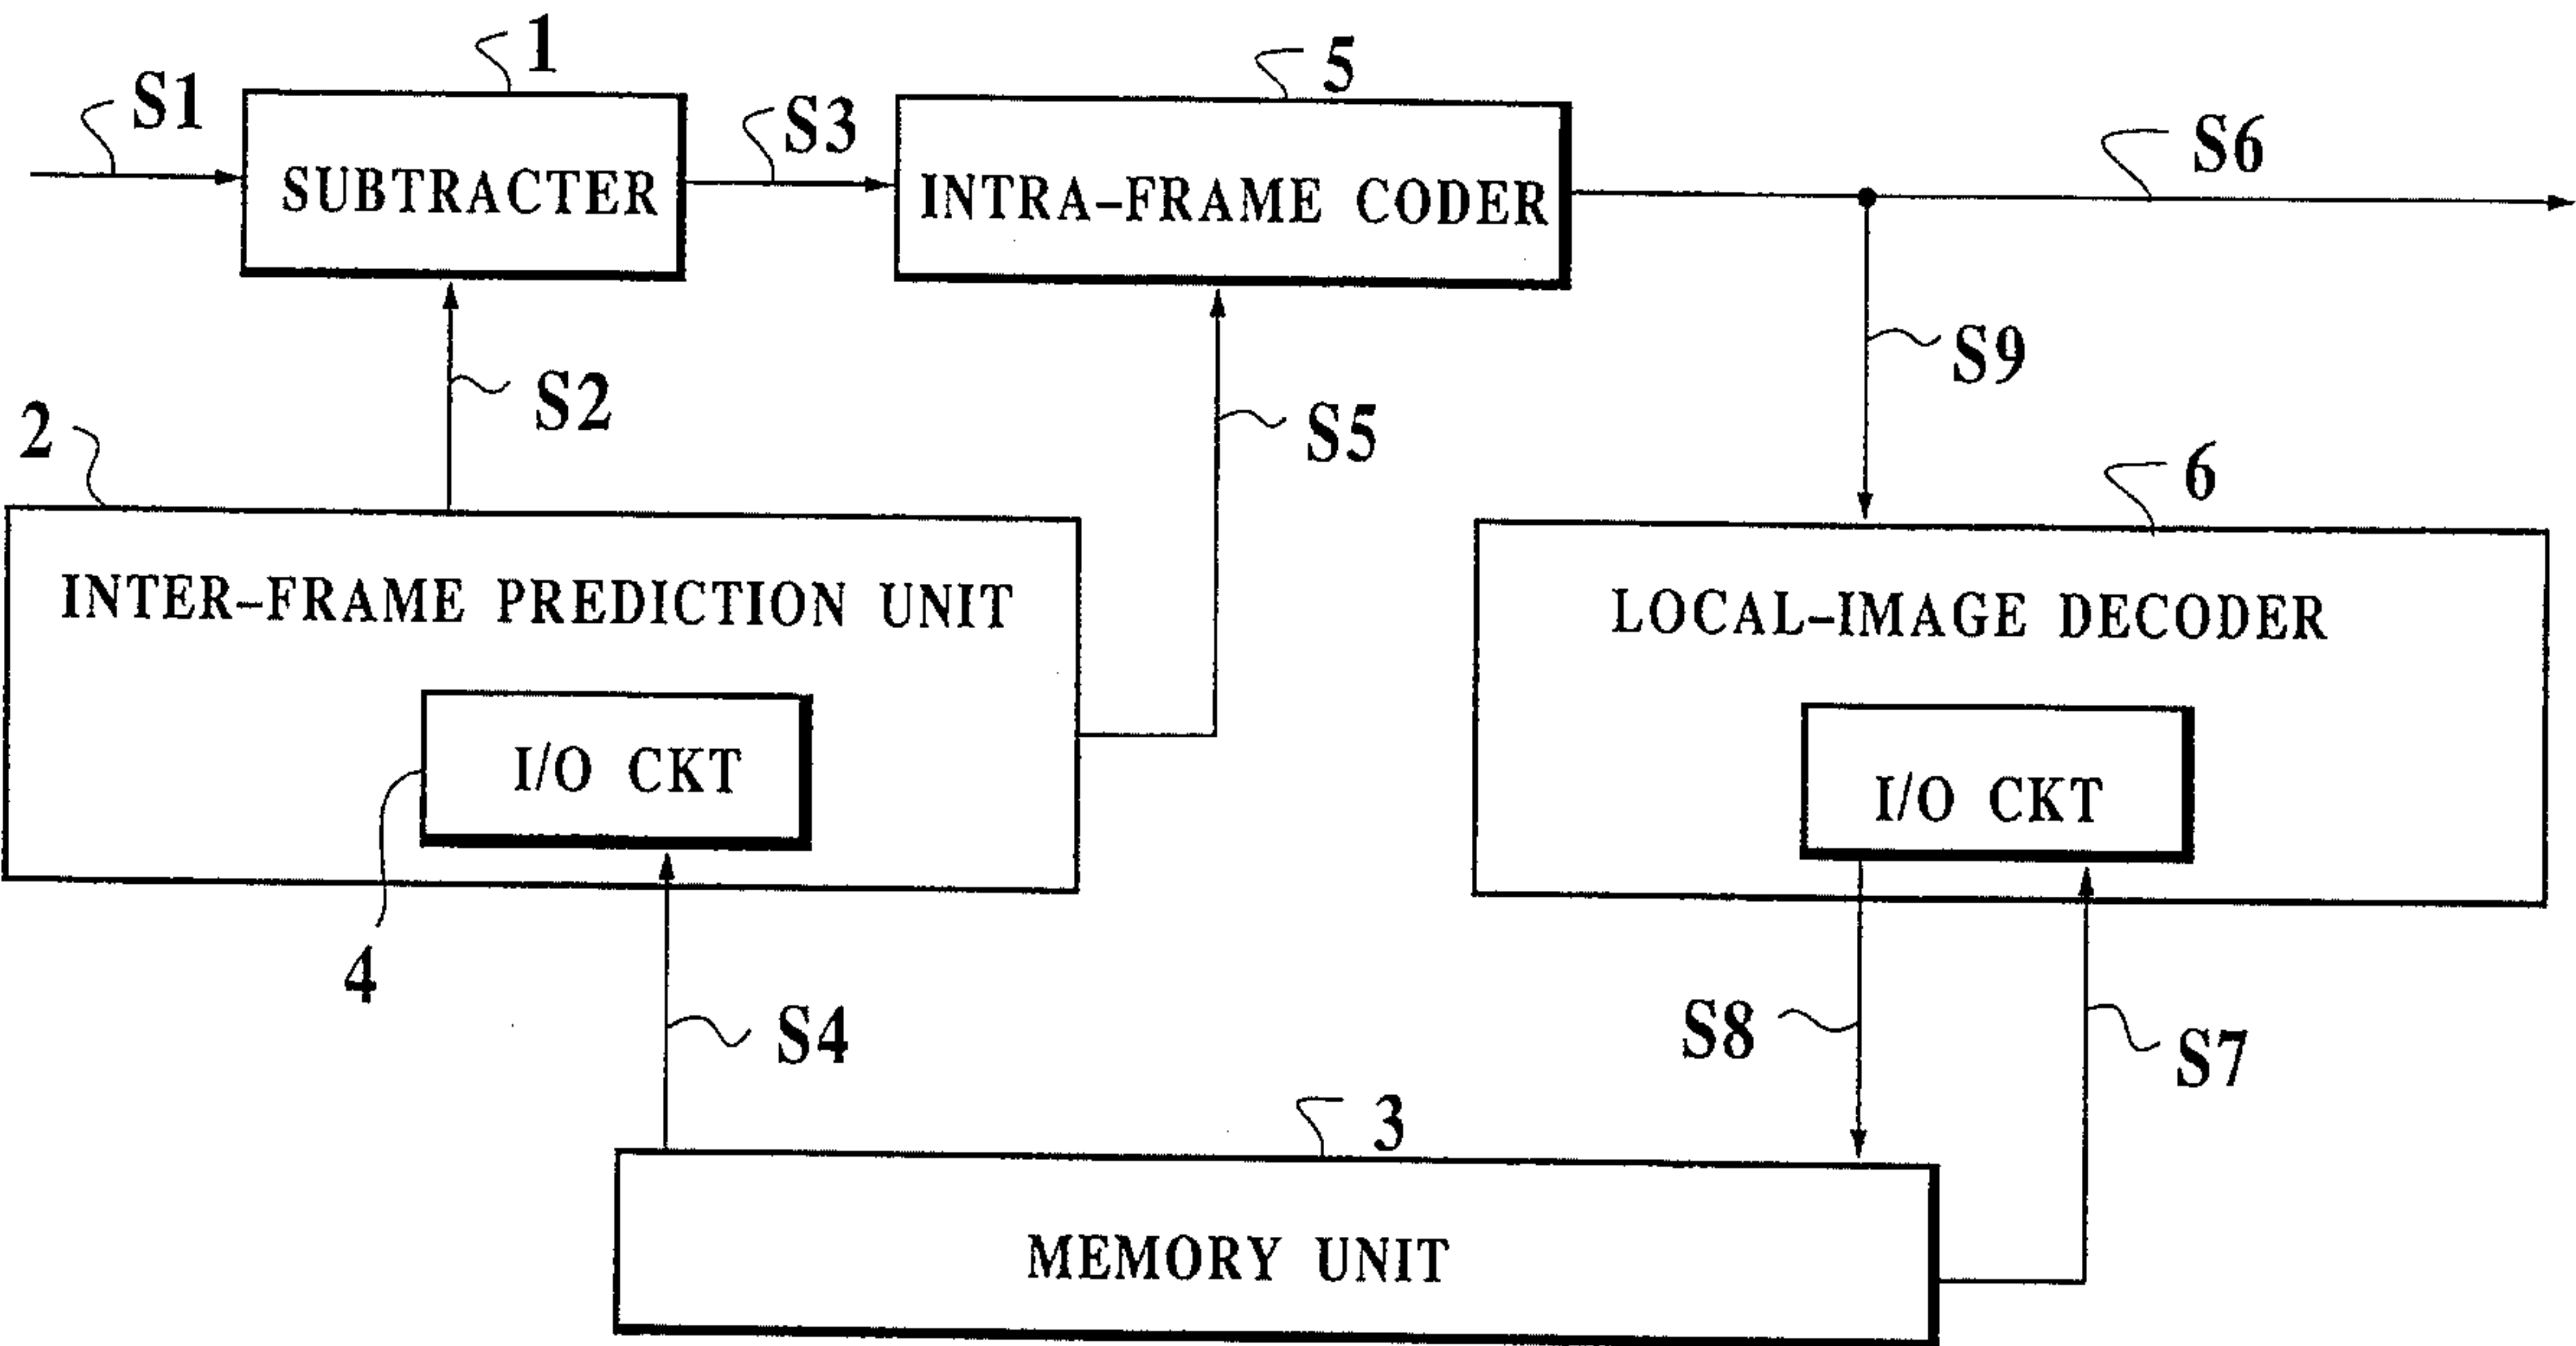 1
5
S1
S3
S6
SUBTRACTER
INTRA-FRAME CODER
S2
S5
S9
2
6
INTER-FRAME PREDICTION UNIT
LOCAL-IMAGE DECODER
I/O CKT
I/O CKT
4
S4
S8
S7
3
MEMORY UNIT